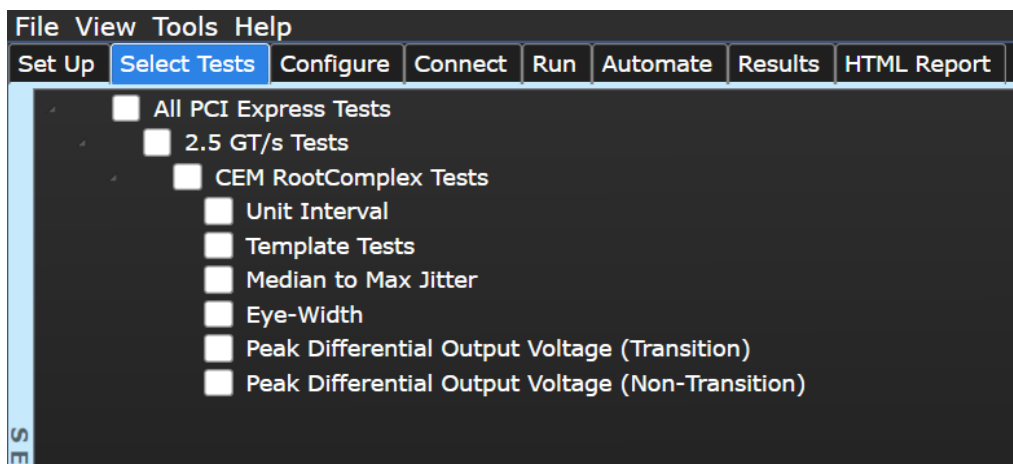 File View Tools Help
Set Up Select Tests Configure Connect Run Automate Results HTML Report
All PCI Express Tests
2.5 GT/s Tests
CEM RootComplex Tests
Unit Interval
Template Tests
Median to Max Jitter
Eye-Width
Peak Differential Output Voltage (Transition)
Peak Differential Output Voltage (Non-Transition)
S E